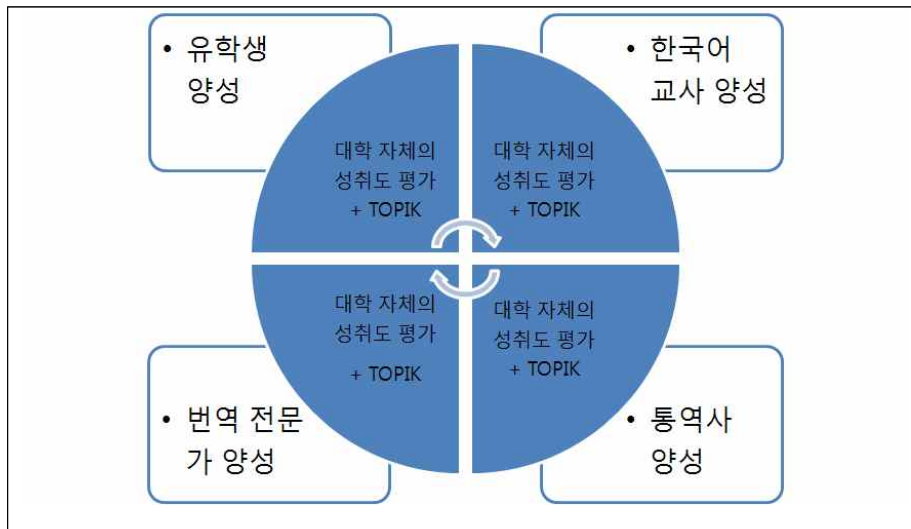 • 유학생
양성
• 한국어
교사 양성
대학 자체의
성취도 평가
+ TOPIK
대학 자체의
성취도 평가
+ TOPIK
대학 자체의
성취도 평가
+ TOPIK
대학 자체의
성취도 평가
+ TOPIK
• 번역 전문
가 양성
• 통역사
양성